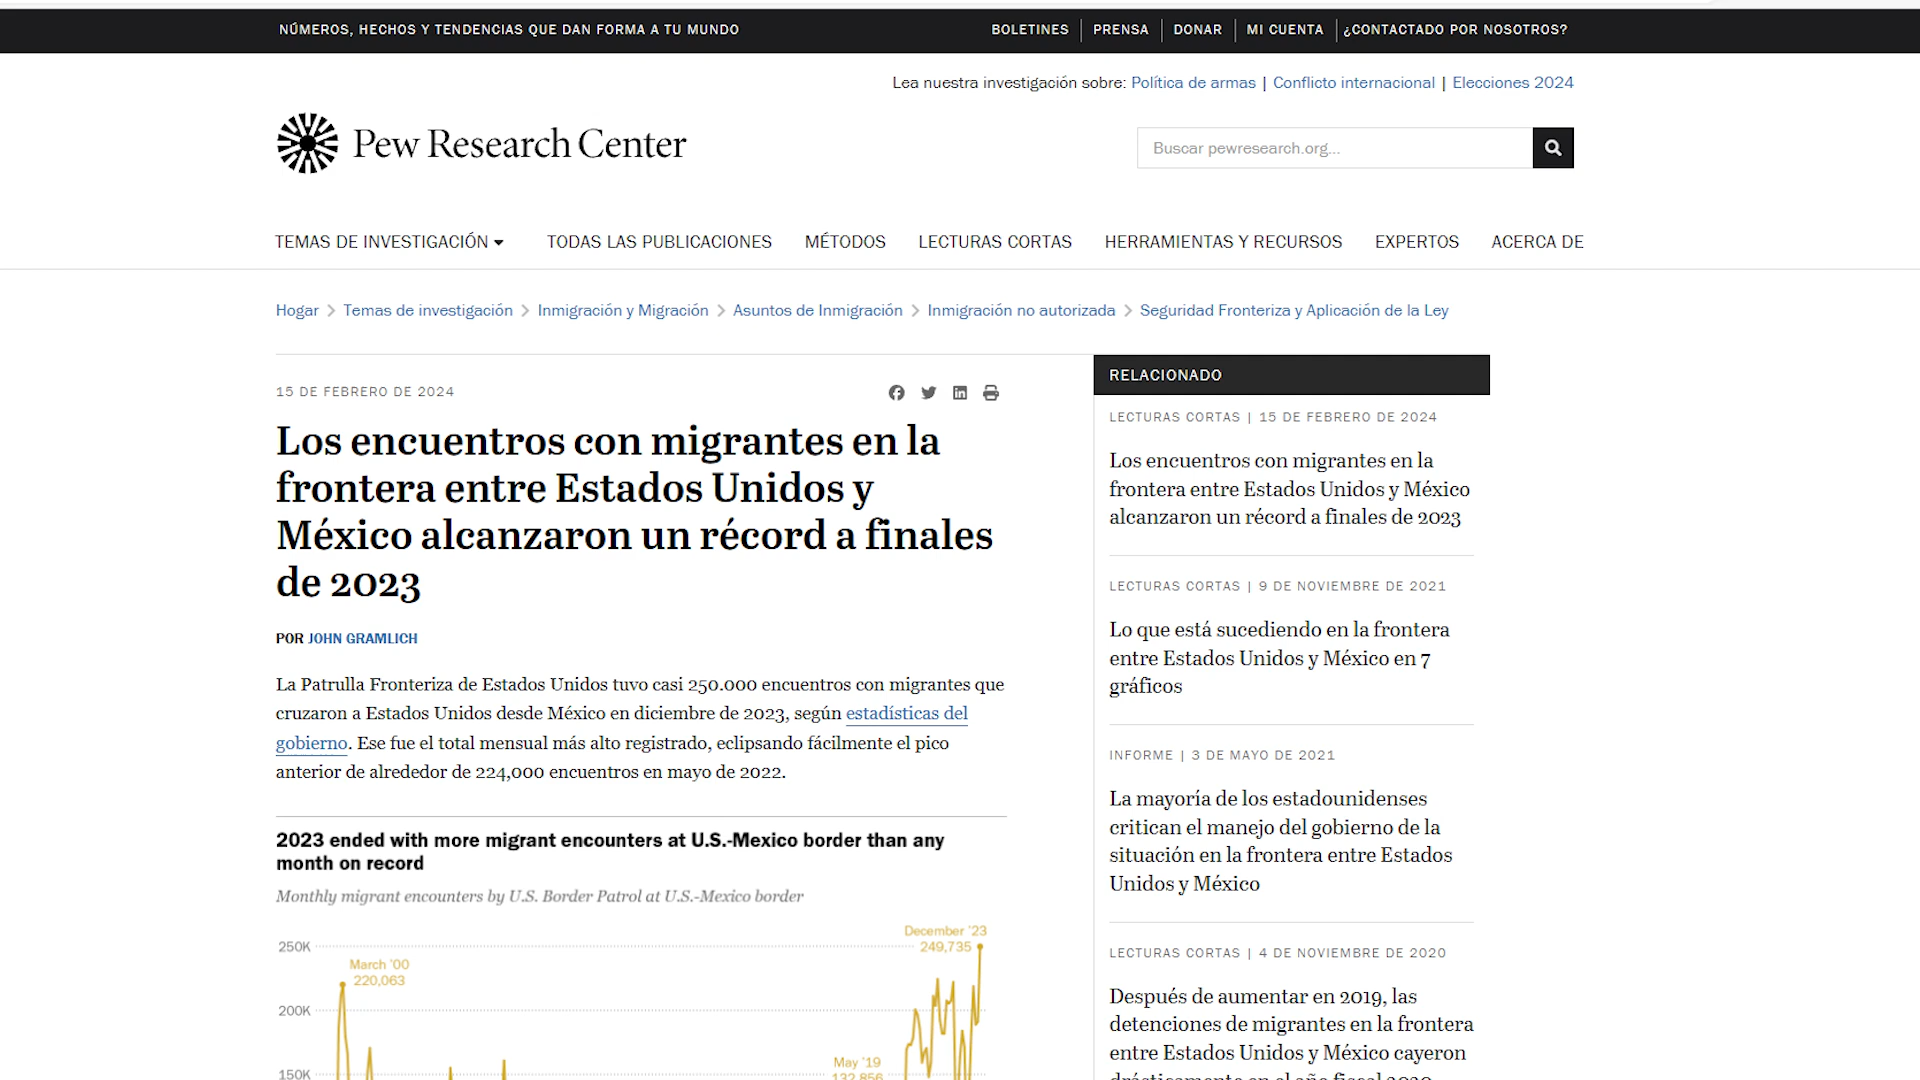 NÚMEROS, HECHOS Y TENDENCIAS QUE DAN FORMA A TU MUNDO
BOLETINES
PRENSA
DONAR
MI CUENTA
¿CONTACTADO POR NOSOTROS?
Lea nuestra investigación sobre: Política de armas | Conflicto internacional | Elecciones 2024
Pew Research Center
Buscar pewresearch.org...
TEMAS DE INVESTIGACIÓN
TODAS LAS PUBLICACIONES
MÉTODOS
LECTURAS CORTAS
HERRAMIENTAS Y RECURSOS
EXPERTOS
ACERCA DE
Hogar > Temas de investigación > Inmigración y Migración > Asuntos de Inmigración > Inmigración no autorizada > Seguridad Fronteriza y Aplicación de la Ley
15 DE FEBRERO DE 2024
Los encuentros con migrantes en la
frontera entre Estados Unidos y
México alcanzaron un récord a finales
de 2023
POR JOHN GRAMLICH
La Patrulla Fronteriza de Estados Unidos tuvo casi 250.000 encuentros con migrantes que
cruzaron a Estados Unidos desde México en diciembre de 2023, según estadísticas del
gobierno. Ese fue el total mensual más alto registrado, eclipsando fácilmente el pico
anterior de alrededor de 224,000 encuentros en mayo de 2022.
2023 ended with more migrant encounters at U.S.-Mexico border than any
month on record
Monthly migrant encounters by U.S. Border Patrol at U.S.-Mexico border
December '23
249,735
250K
March '00
220,063
200K
May '19
132,856
150K
RELACIONADO
LECTURAS CORTAS | 15 DE FEBRERO DE 2024
Los encuentros con migrantes en la
frontera entre Estados Unidos y México
alcanzaron un récord a finales de 2023
LECTURAS CORTAS | 9 DE NOVIEMBRE DE 2021
Lo que está sucediendo en la frontera
entre Estados Unidos y México en 7
gráficos
INFORME | 3 DE MAYO DE 2021
La mayoría de los estadounidenses
critican el manejo del gobierno de la
situación en la frontera entre Estados
Unidos y México
LECTURAS CORTAS | 4 DE NOVIEMBRE DE 2020
Después de aumentar en 2019, las
detenciones de migrantes en la frontera
entre Estados Unidos y México cayeron
drásticamente en el año fiscal 2020